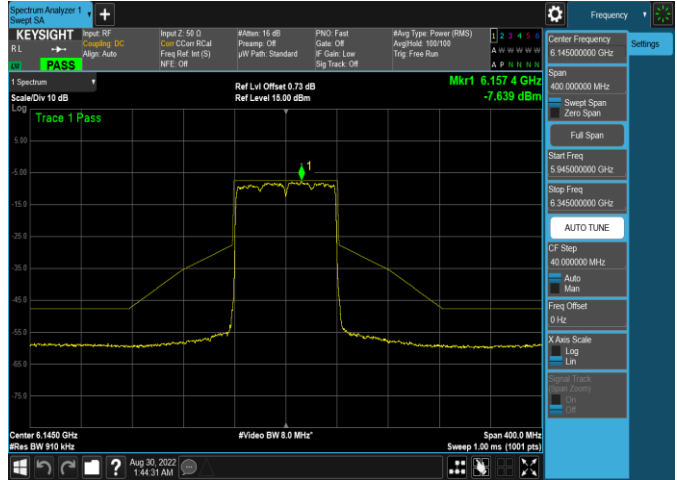 Spectrum Analyzer 1
Swept SA
Frequency
KEYSIGHT
Input: RF
Input Z: 50 Ω
#Atten: 16 dB
PNO: Fast
#Avg Type: Power (RMS)
1 2 3 4 5 6
RL
Coupling: DC
Corr CCorr RCal
Preamp: Off
Gate: Off
Avg|Hold: 100/100
A W W W W W
Align: Auto
Freq Ref: Int (S)
µW Path: Standard
IF Gain: Low
Trig: Free Run
PASS
NFE: Off
Sig Track: Off
A P N N N N
1 Spectrum
Ref Lvl Offset 0.73 dB
Mkr1 6.157 4 GHz
Scale/Div 10 dB
Ref Level 15.00 dBm
-7.639 dBm
Log
Trace 1 Pass
1
5.00
-5.00
-15.0
-25.0
-35.0
-45.0
-55.0
-65.0
-75.0
Center 6.1450 GHz
#Video BW 8.0 MHz*
Span 400.0 MHz
#Res BW 910 kHz
Sweep 1.00 ms (1001 pts)
Aug 30, 2022
1:44:31 AM
Center Frequency
6.145000000 GHz
Settings
Span
400.000000 MHz
Swept Span
Zero Span
Full Span
Start Freq
5.945000000 GHz
Stop Freq
6.345000000 GHz
AUTO TUNE
CF Step
40.000000 MHz
Auto
Man
Freq Offset
0 Hz
X Axis Scale
Log
Lin
Signal Track
(Span Zoom)
On
Off